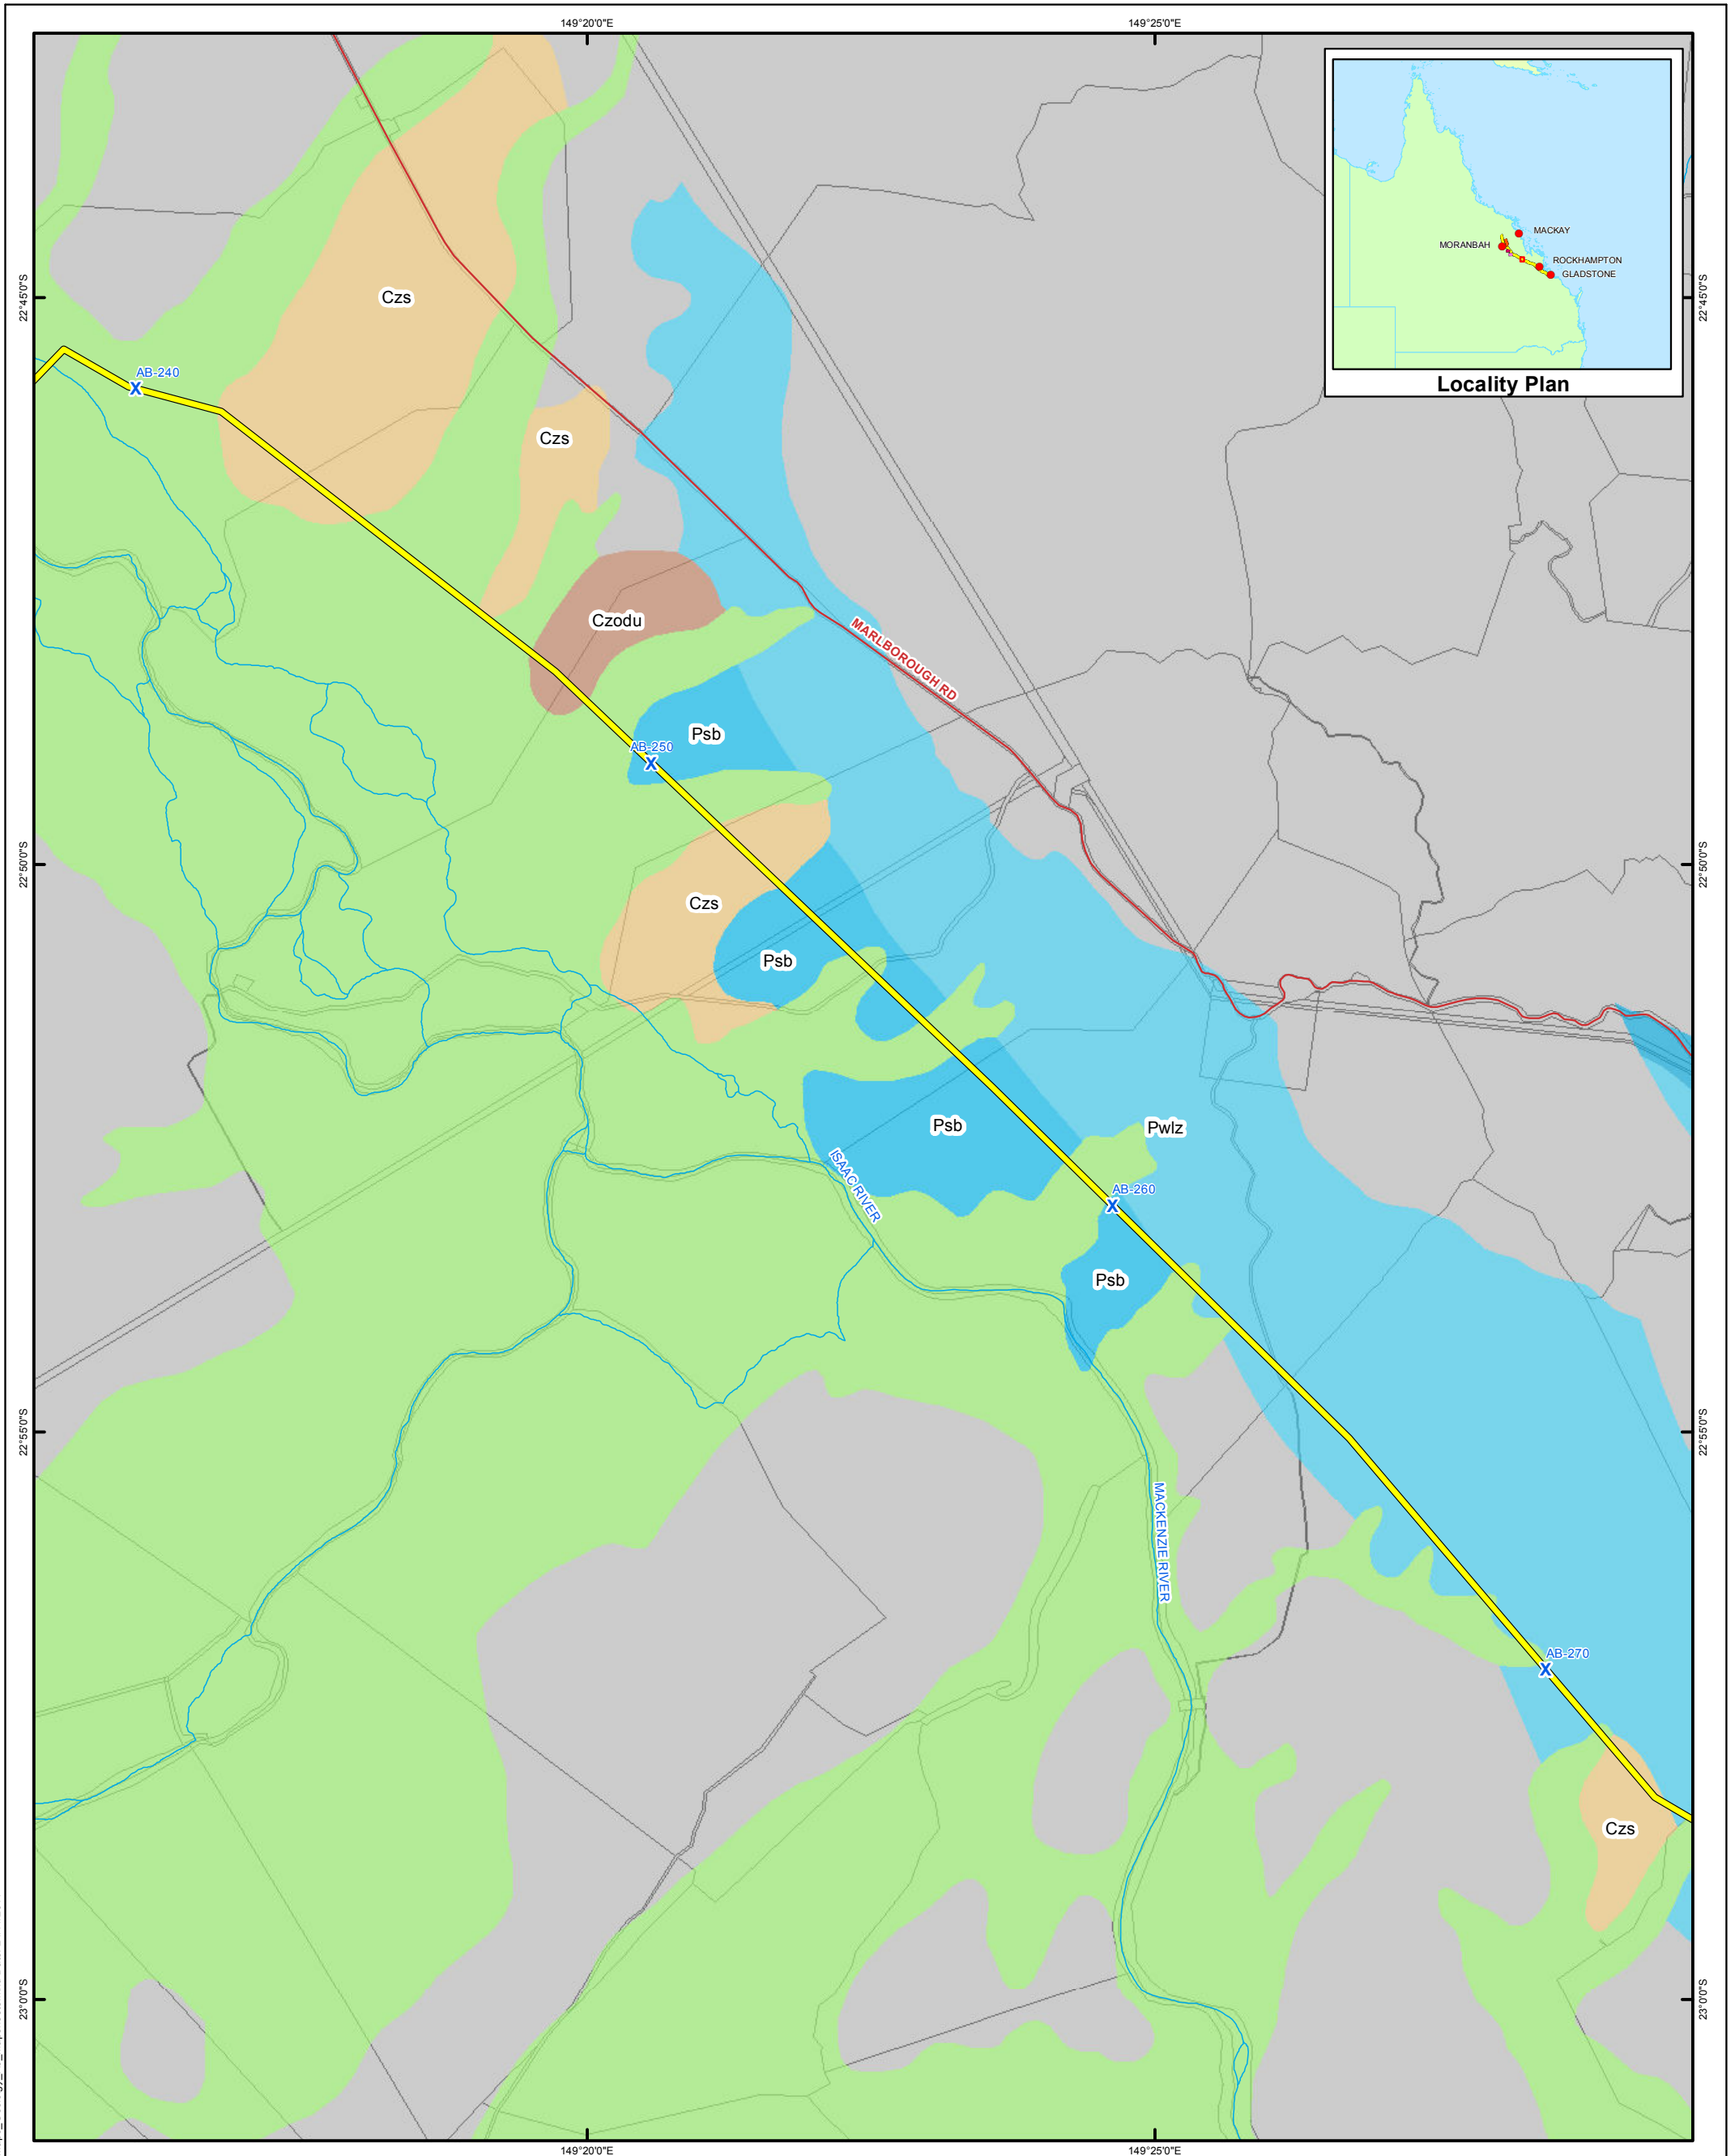 149°20'0"E
149°25'0"E
MACKAY
MORANBAH
ROCKHAMPTON
GLADSTONE
Locality Plan
22°45'0"S
Czs
22°45'0"S
AB-240
X
Czs
Czodu
MARLBOROUGH RD
Psb
AB-250
X
22°50'0"S
22°50'0"S
Czs
Psb
Psb
Pwlz
ISAAC RIVER
AB-260
X
Psb
22°55'0"S
22°55'0"S
MACKENZIE RIVER
AB-270
X
Czs
23°0'0"S
23°0'0"S
149°20'0"E
149°25'0"E